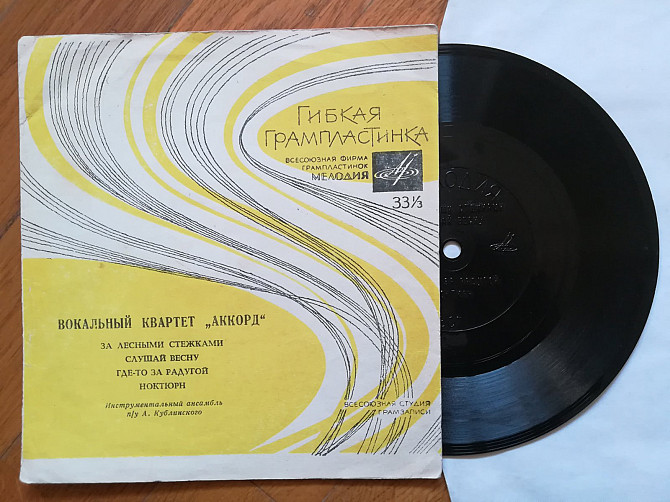 ГИБКАЯ
ГРАМПЛАСТИНКА
ВСЕСОЮЗНАЯ ФИРМА
ГРАМПЛАСТИНОК
МЕЛОДИЯ
33⅓
ВОКАЛЬНЫЙ КВАРТЕТ „АККОРД“
ЗА ЛЕСНЫМИ СТЕЖКАМИ
СЛУШАЙ ВЕСНУ
ГДЕ-ТО ЗА РАДУГОЙ
НОКТЮРН
Инструментальный ансамбль
п/у А. Кублинского
ВСЕСОЮЗНАЯ СТУДИЯ
ГРАМЗАПИСИ